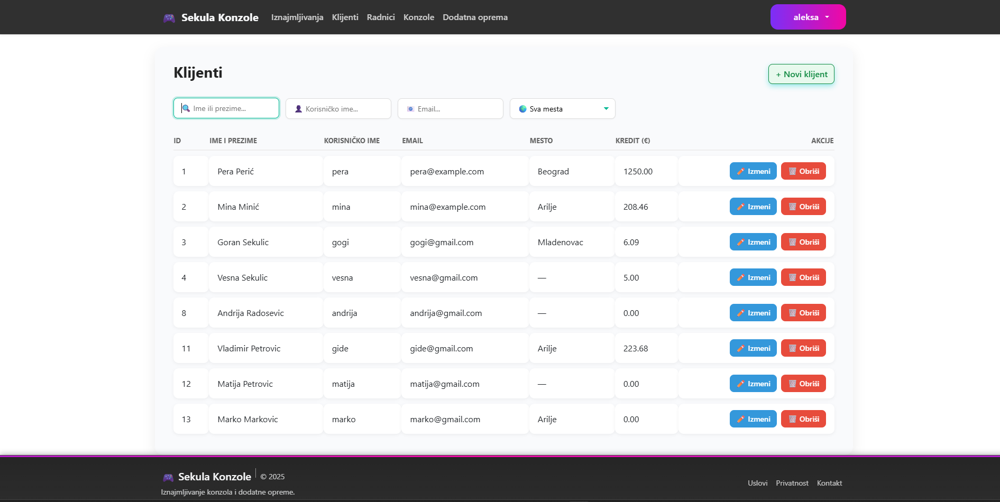 Sekula Konzole Iznajmljivanja Klijenti Radnici Konzole Dodatna oprema aleksa
Klijenti + Novi klijent
Ime ili prezime... Korisničko ime... Email... Sva mesta
ID IME I PREZIME KORISNIČKO IME EMAIL MESTO KREDIT (€) AKCIJE
1 Pera Perić pera pera@example.com Beograd 1250.00 Izmeni Obriši
2 Mina Minić mina mina@example.com Arilje 208.46 Izmeni Obriši
3 Goran Sekulic gogi gogi@gmail.com Mladenovac 6.09 Izmeni Obriši
4 Vesna Sekulic vesna vesna@gmail.com — 5.00 Izmeni Obriši
8 Andrija Radosevic andrija andrija@gmail.com — 0.00 Izmeni Obriši
11 Vladimir Petrovic gide gide@gmail.com Arilje 223.68 Izmeni Obriši
12 Matija Petrovic matija matija@gmail.com — 0.00 Izmeni Obriši
13 Marko Markovic marko marko@gmail.com Arilje 0.00 Izmeni Obriši
Sekula Konzole © 2025
Iznajmljivanje konzola i dodatne opreme.
Uslovi Privatnost Kontakt